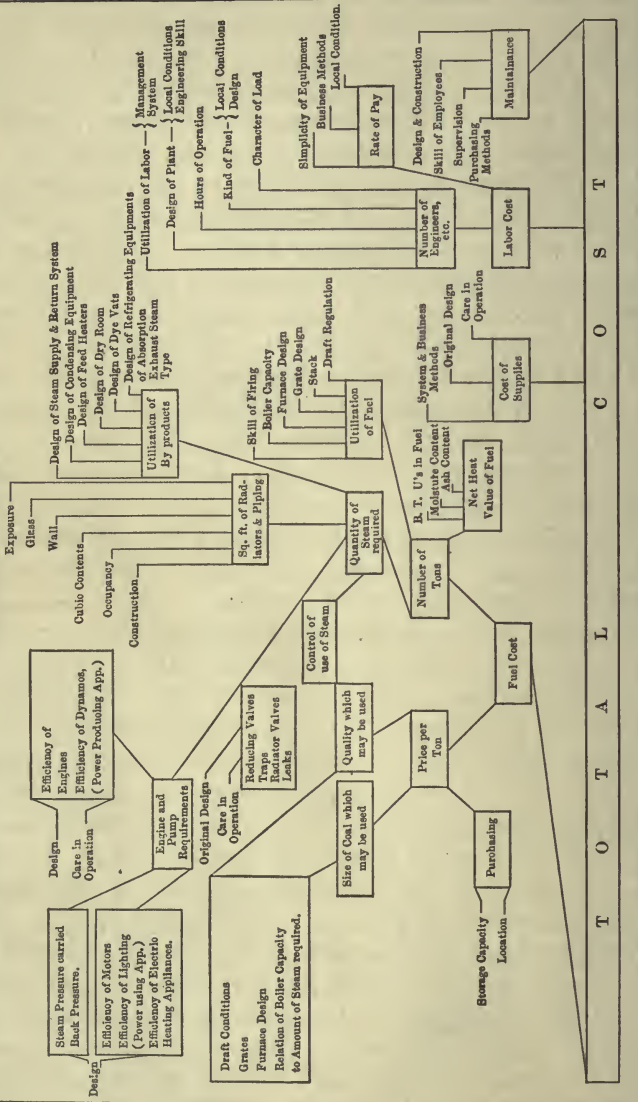 Exposure
Glass
Wall
Cubic Contents
Occupancy
Construction
Sq. ft. of Rad-
iators & Piping
Design of Steam Supply & Return System
Design of Condensing Equipment
Design of Feed Heaters
Design of Dry Room
Design of Dye Vats
Design of Refrigerating Equipments
of Absorption
Exhaust Steam
Type
Utilization of
By products
Utilization of Labor
Management
System
Design of Plant
Local Conditions
Engineering Skill
Hours of Operation
Kind of Fuel
Local Conditions
Design
Character of Load
Number of
Engineers,
etc.
Simplicity of Equipment
Business Methods
Local Condition.
Rate of Pay
Design & Construction
Skill of Employees
Supervision
Purchasing
Methods
Maintainance
Labor Cost
Efficiency of
Engines
Efficiency of Dynamos,
(Power Producing App.)
Design
Care in
Operation
Steam Pressure carried
Back Pressure.
Efficiency of Motors
Efficiency of Lighting
(Power using App.)
Efficiency of Electric
Heating Appliances.
Design
Engine and
Pump
Requirements
Original Design
Care in
Operation
Reducing Valves
Traps
Radiator Valves
Leaks
Control of
use of Steam
Quantity of
Steam
required
Skill of Firing
Boiler Capacity
Furnace Design
Grate Design
Stack
Draft Regulation
Utilization
of Fuel
System & Business
Methods
Original Design
Care in
Operation
Cost of
Supplies
B. T. U's in Fuel
Moisture Content
Ash Content
Net Heat
Value of Fuel
Number of
Tons
Draft Conditions
Grates
Furnace Design
Relation of Boiler Capacity
to Amount of Steam required.
Size of Coal which
may be used
Quality which
may be used
Price per
Ton
Storage Capacity
Location
Purchasing
Fuel Cost
TOTAL COST